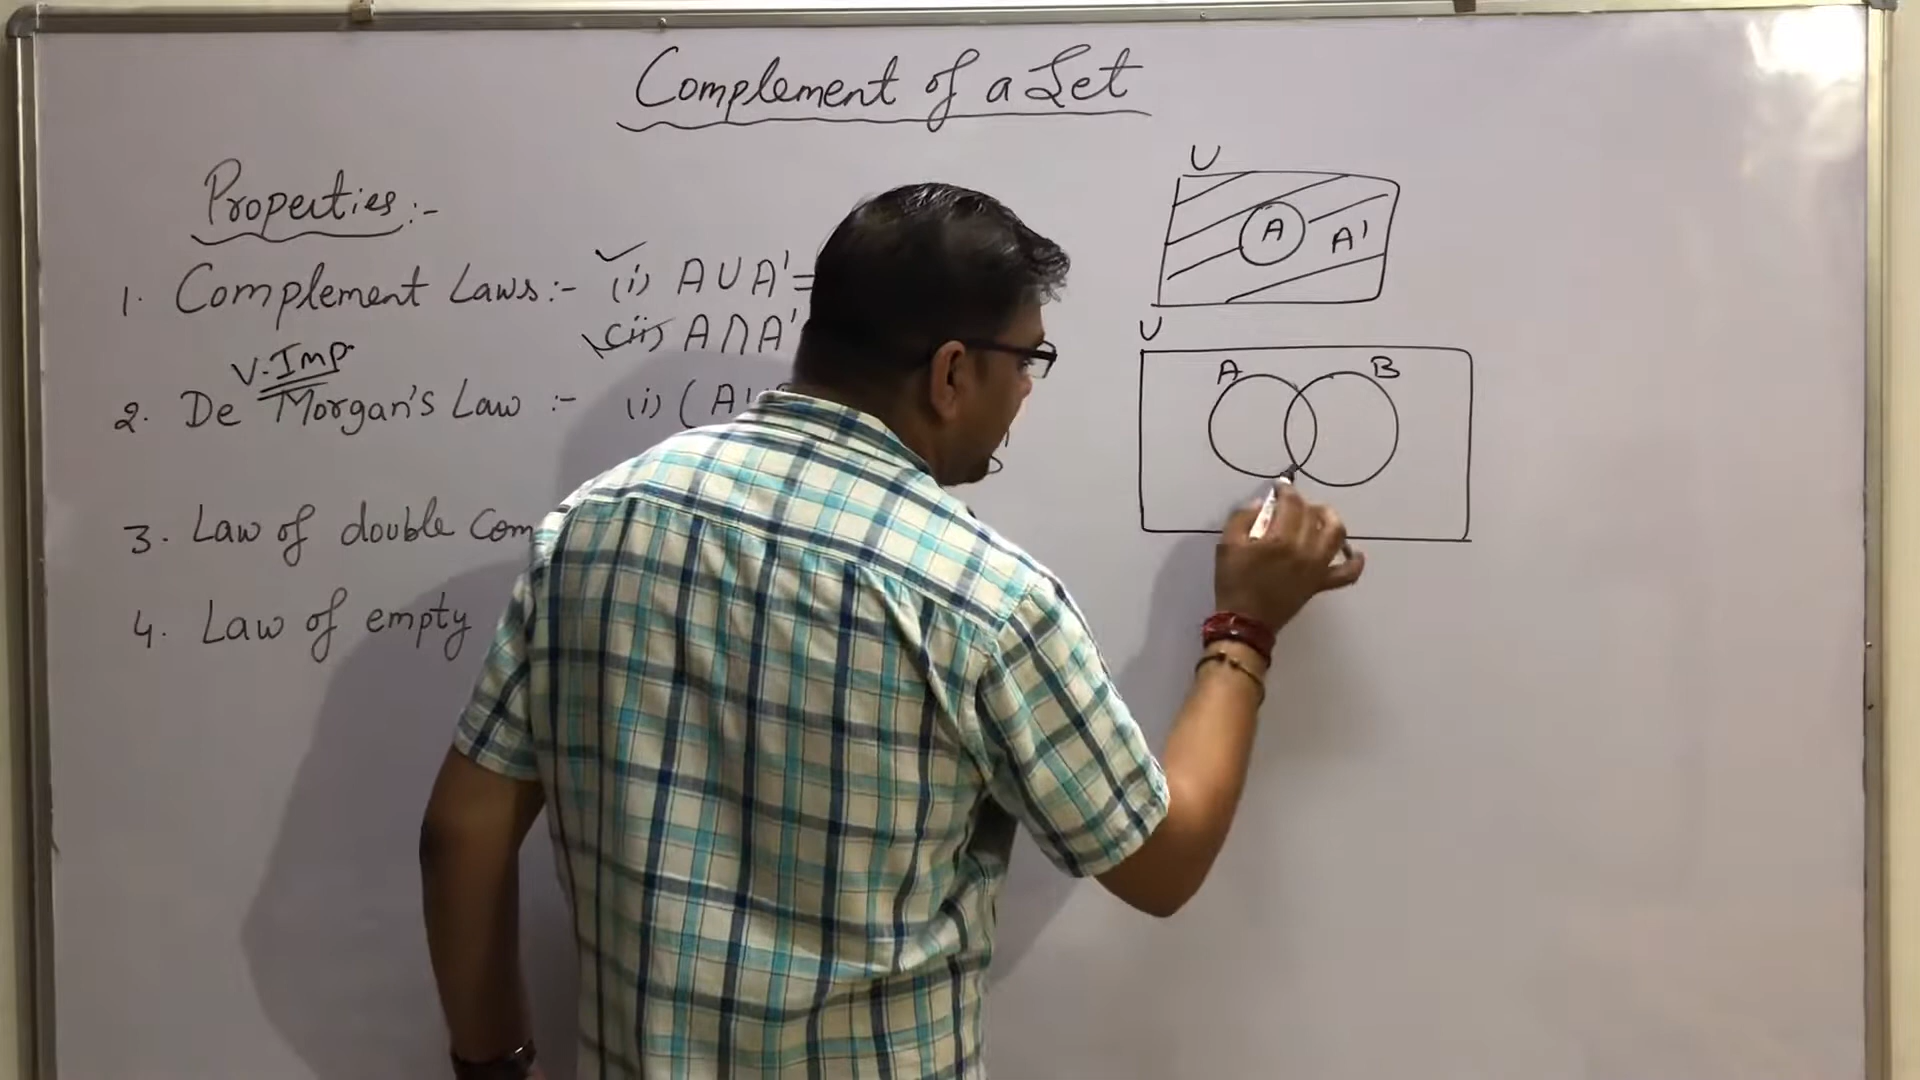 Complement of a Set
Properties:-
1. Complement Laws:- (i) A∪A'=
(ii) A∩A'
V. Imp.
2. De Morgan's Law :- (i) (A
3. Law of double
4. Law of empty
U
A
A'
U
A
B